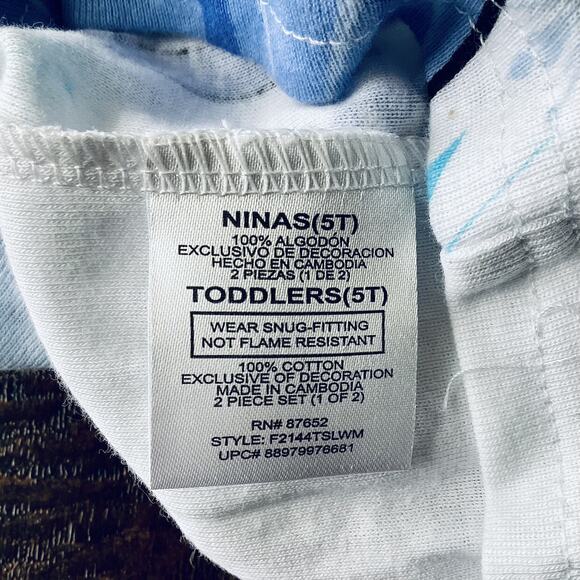 NINAS(5T)
100% ALGODON
EXCLUSIVO DE DECORACION
HECHO EN CAMBODIA
2 PIEZAS (1 DE 2)
TODDLERS(5T)
WEAR SNUG-FITTING
NOT FLAME RESISTANT
100% COTTON
EXCLUSIVE OF DECORATION
MADE IN CAMBODIA
2 PIECE SET (1 OF 2)
RN# 87652
STYLE: F2144TSLWM
UPC# 88979976681